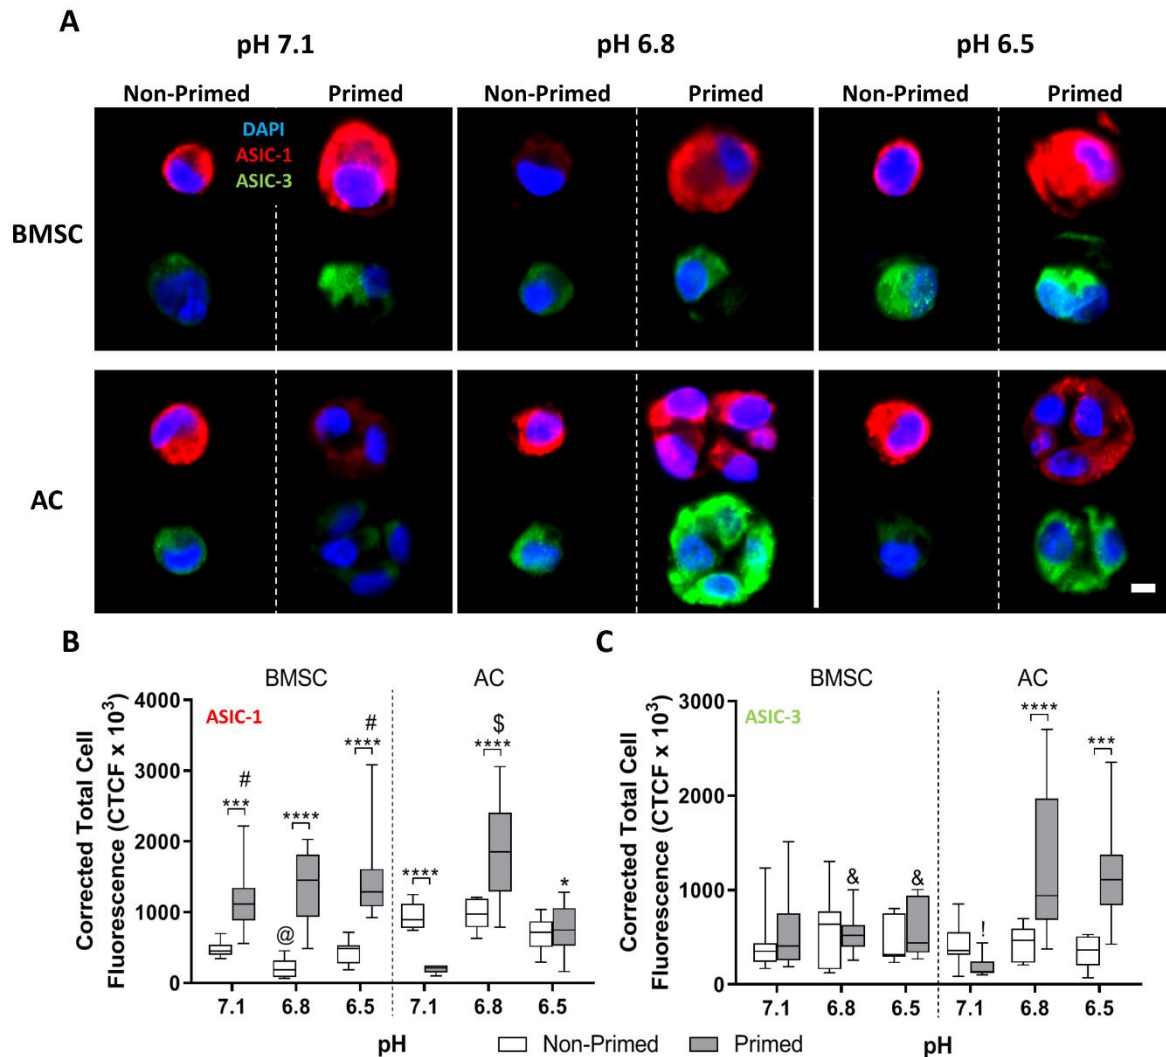 A
pH 7.1 pH 6.8 pH 6.5
Non-Primed Primed Non-Primed Primed Non-Primed Primed
DAPI
ASIC-1
ASIC-3
BMSC
AC
B
BMSC AC
ASIC-1
Corrected Total Cell
Fluorescence (CTCF x 10³)
4000
3000
2000
1000
0
#
***
@
****
#
****
****
$
****
*
7.1 6.8 6.5 7.1 6.8 6.5
pH
C
BMSC AC
ASIC-3
Corrected Total Cell
Fluorescence (CTCF x 10³)
3000
2000
1000
0
&
&
!
****
***
7.1 6.8 6.5 7.1 6.8 6.5
pH
Non-Primed Primed